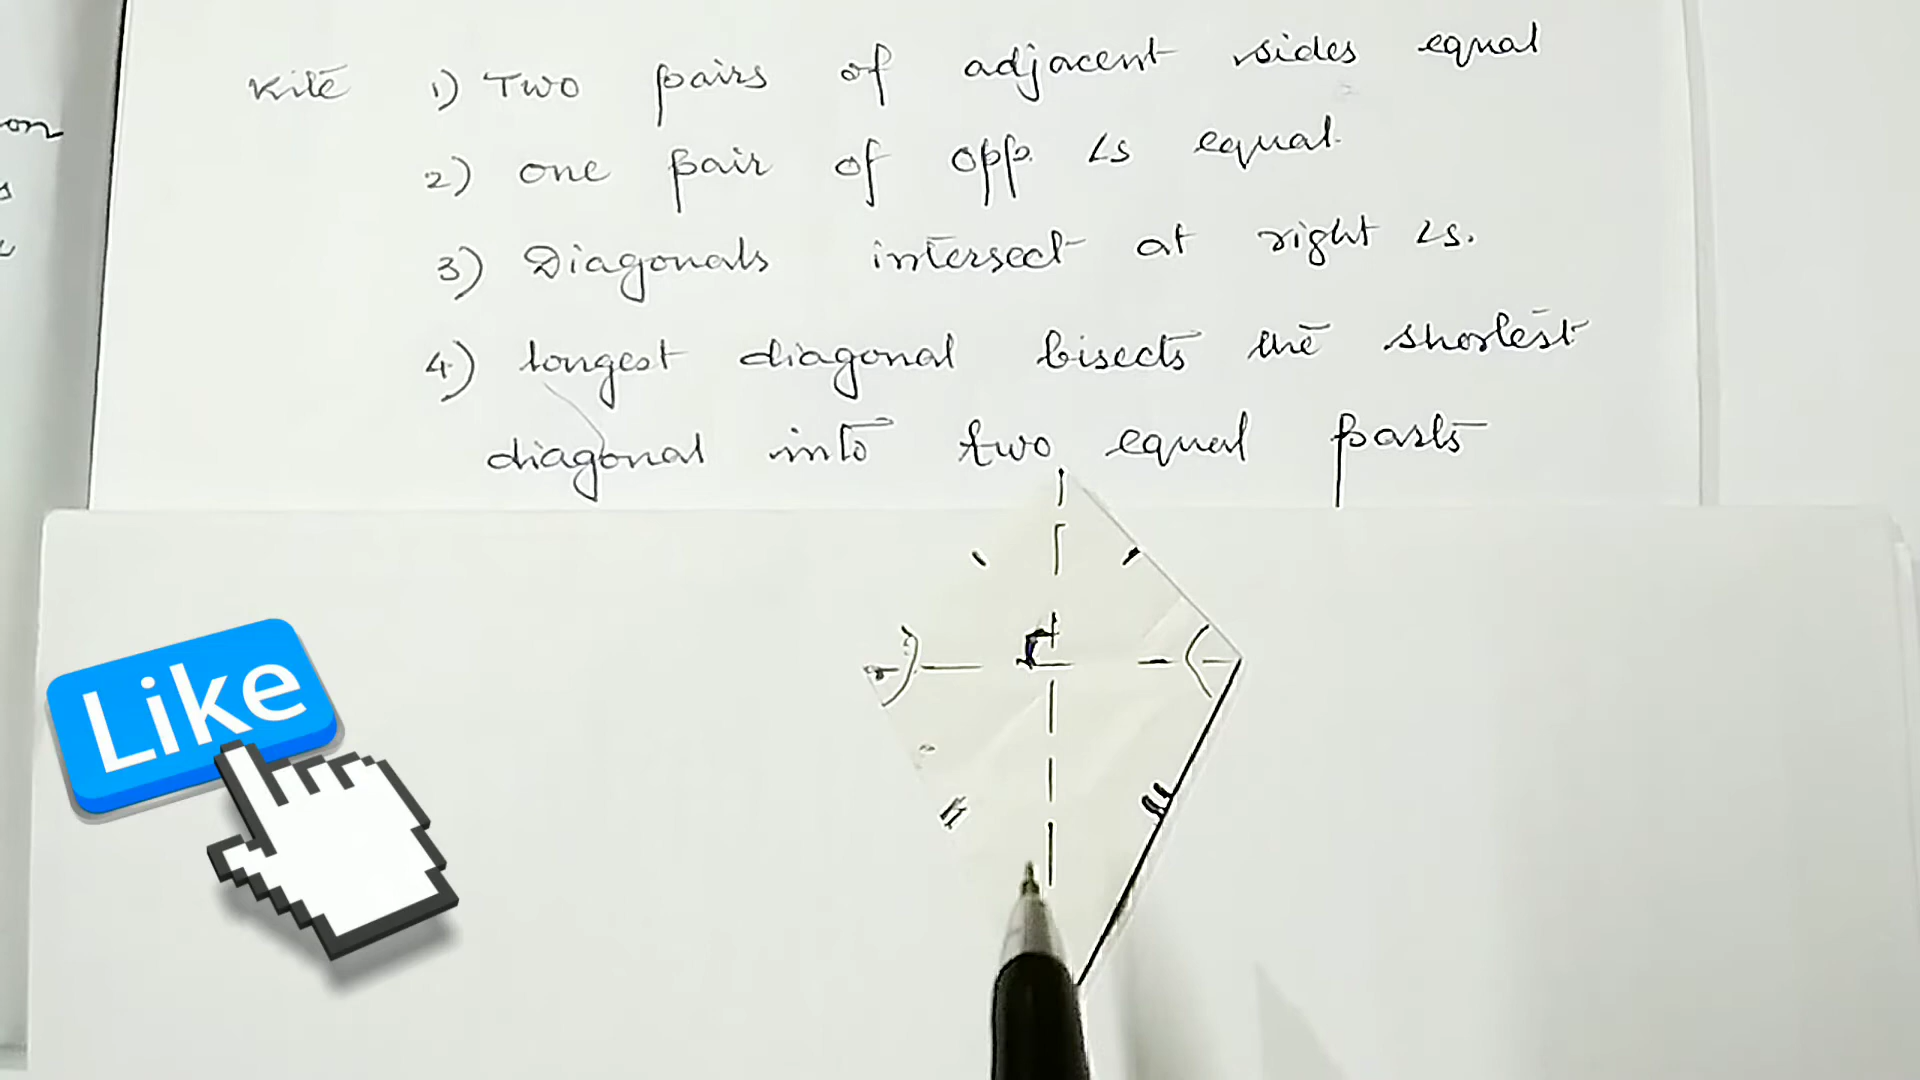 Kite 1) Two pairs of adjacent sides equal
2) one pair of opp. ∠s equal.
3) Diagonals intersect at right ∠s.
4) longest diagonal bisects the shortest
diagonal into two equal parts
Like